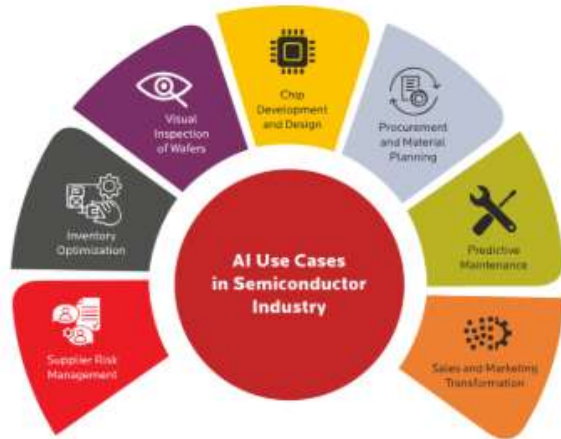 Chip
Development
and Design
Visual
Inspection
of Wafers
Procurement
and Material
Planning
Inventory
Optimization
Predictive
Maintenance
AI Use Cases
in Semiconductor
Industry
Supplier Risk
Management
Sales and Marketing
Transformation